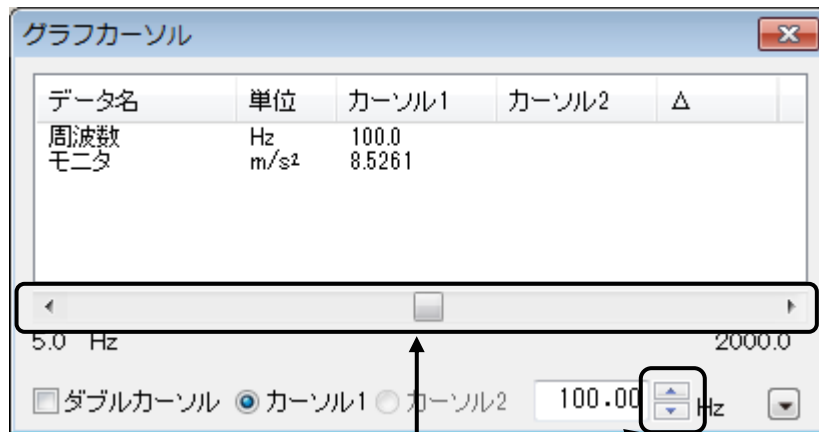 グラフカーソル
データ名 単位 カーソル1 カーソル2 Δ
周波数 Hz 100.0
モニタ m/s² 8.5261
5.0 Hz 2000.0
ダブルカーソル カーソル1 カーソル2 100.00 Hz